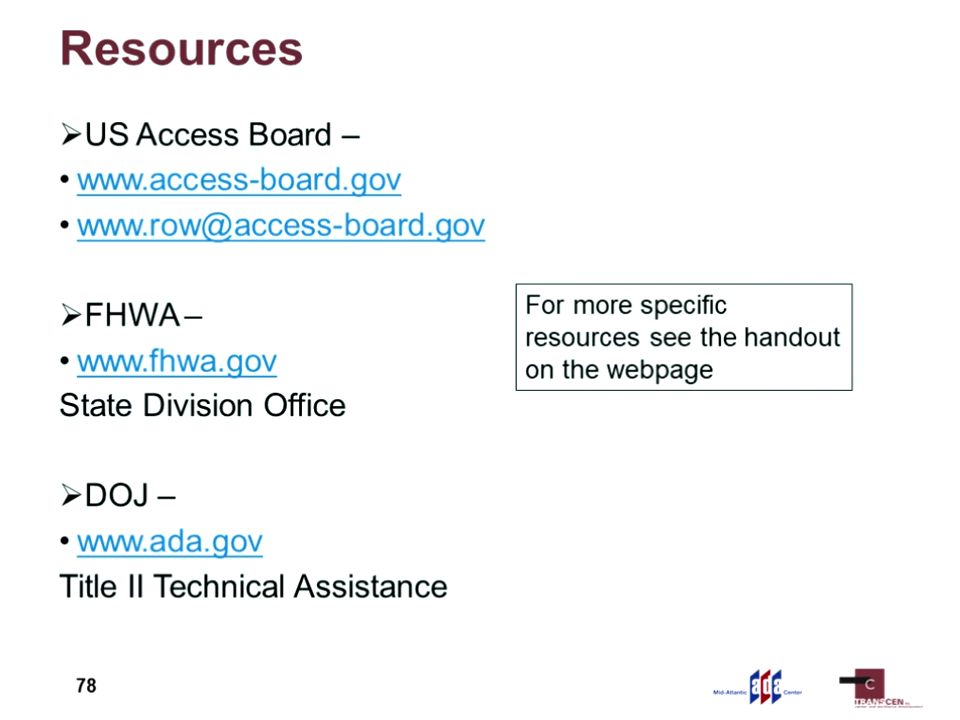 Resources
➢US Access Board –
• www.access-board.gov
• www.row@access-board.gov
➢FHWA –
• www.fhwa.gov
State Division Office
For more specific
resources see the handout
on the webpage
➢DOJ –
• www.ada.gov
Title II Technical Assistance
78
Mid-Atlantic ada Center
C
TRANSCEN